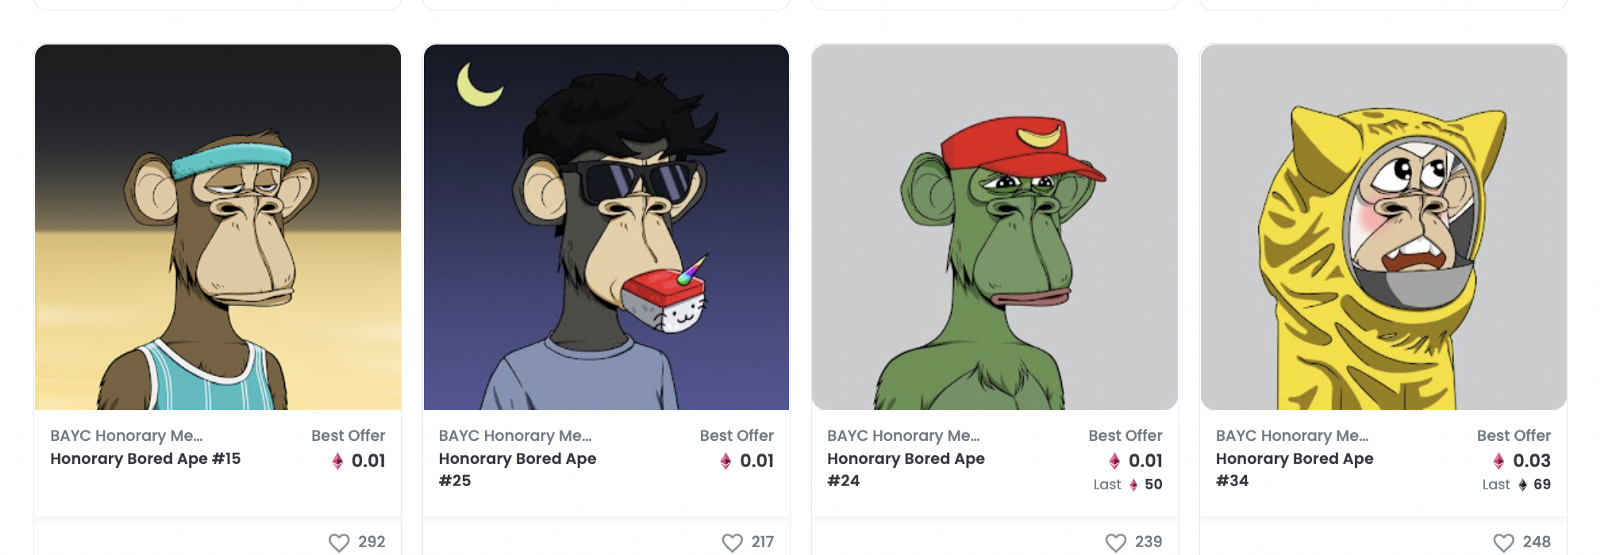 BAYC Honorary Me...
Best Offer
Honorary Bored Ape #15
0.01
292
BAYC Honorary Me...
Best Offer
Honorary Bored Ape
0.01
#25
217
BAYC Honorary Me...
Best Offer
Honorary Bored Ape
0.01
#24
Last 50
239
BAYC Honorary Me...
Best Offer
Honorary Bored Ape
0.03
#34
Last 69
248